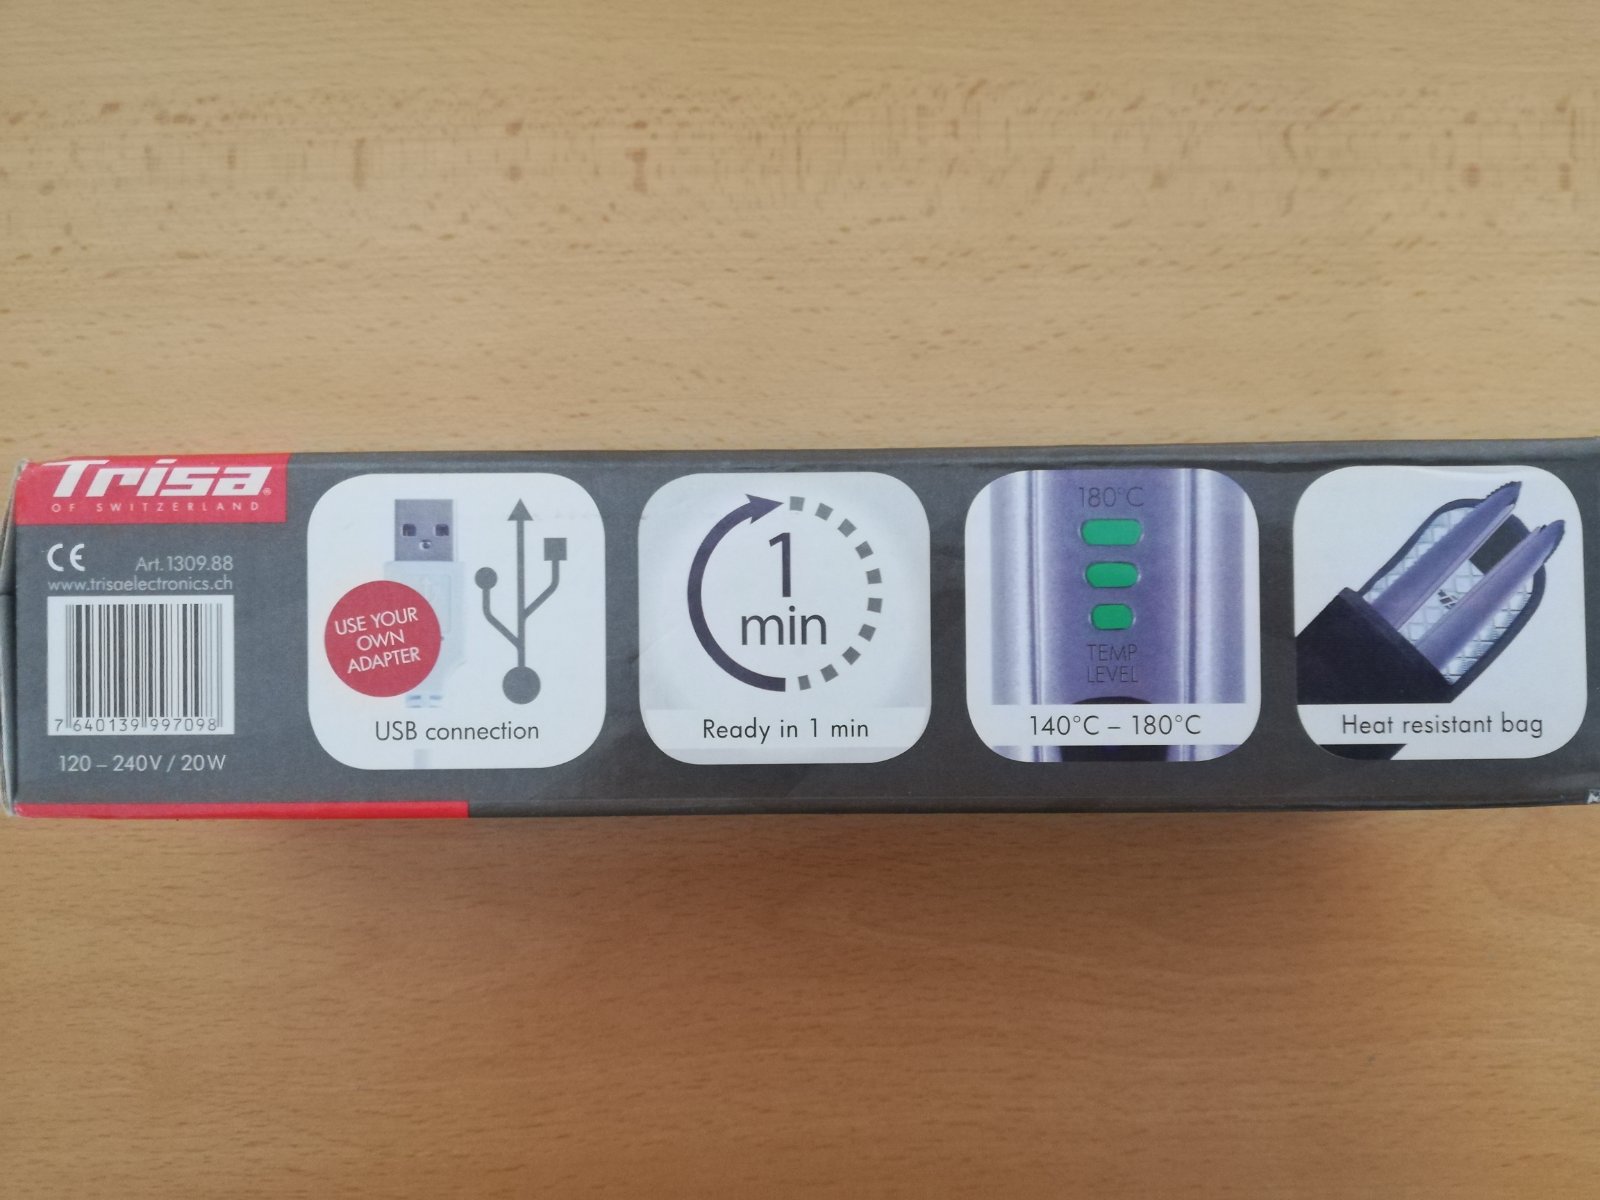 Trisa®
OF SWITZERLAND
CE
Art.1309.88
www.trisaelectronics.ch
7 640139 997098
120 – 240V / 20W
USE YOUR
OWN
ADAPTER
USB connection
1
min
Ready in 1 min
180°C
TEMP
LEVEL
140°C – 180°C
Heat resistant bag